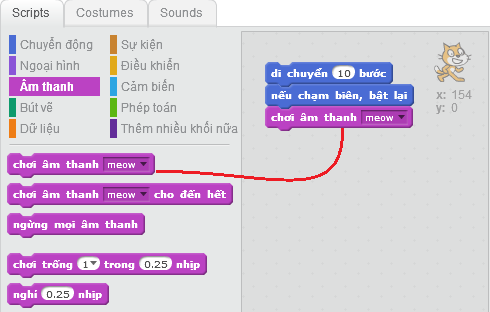 Scripts Costumes Sounds
Chuyển động Sự kiện
Ngoại hình Điều khiển
Âm thanh Cảm biến
Bút vẽ Phép toán
Dữ liệu Thêm nhiều khối nữa
chơi âm thanh meow
chơi âm thanh meow cho đến hết
ngừng mọi âm thanh
chơi trống 1 trong 0.25 nhịp
nghỉ 0.25 nhịp
di chuyển 10 bước
nếu chạm biên, bật lại
chơi âm thanh meow
x: 154
y: 0